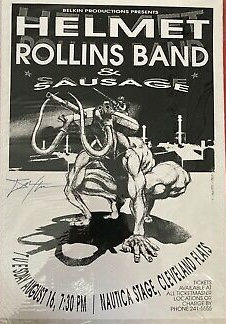 BELKIN PRODUCTIONS PRESENTS
HELMET
ROLLINS BAND
&
SAUSAGE
TUESDAY AUGUST 16, 7:30 PM / NAUTICA STAGE, CLEVELAND FLATS
TICKETS
AVAILABLE AT
ALL TICKETMASTER
LOCATIONS OR
CHARGE BY
PHONE 241-5555